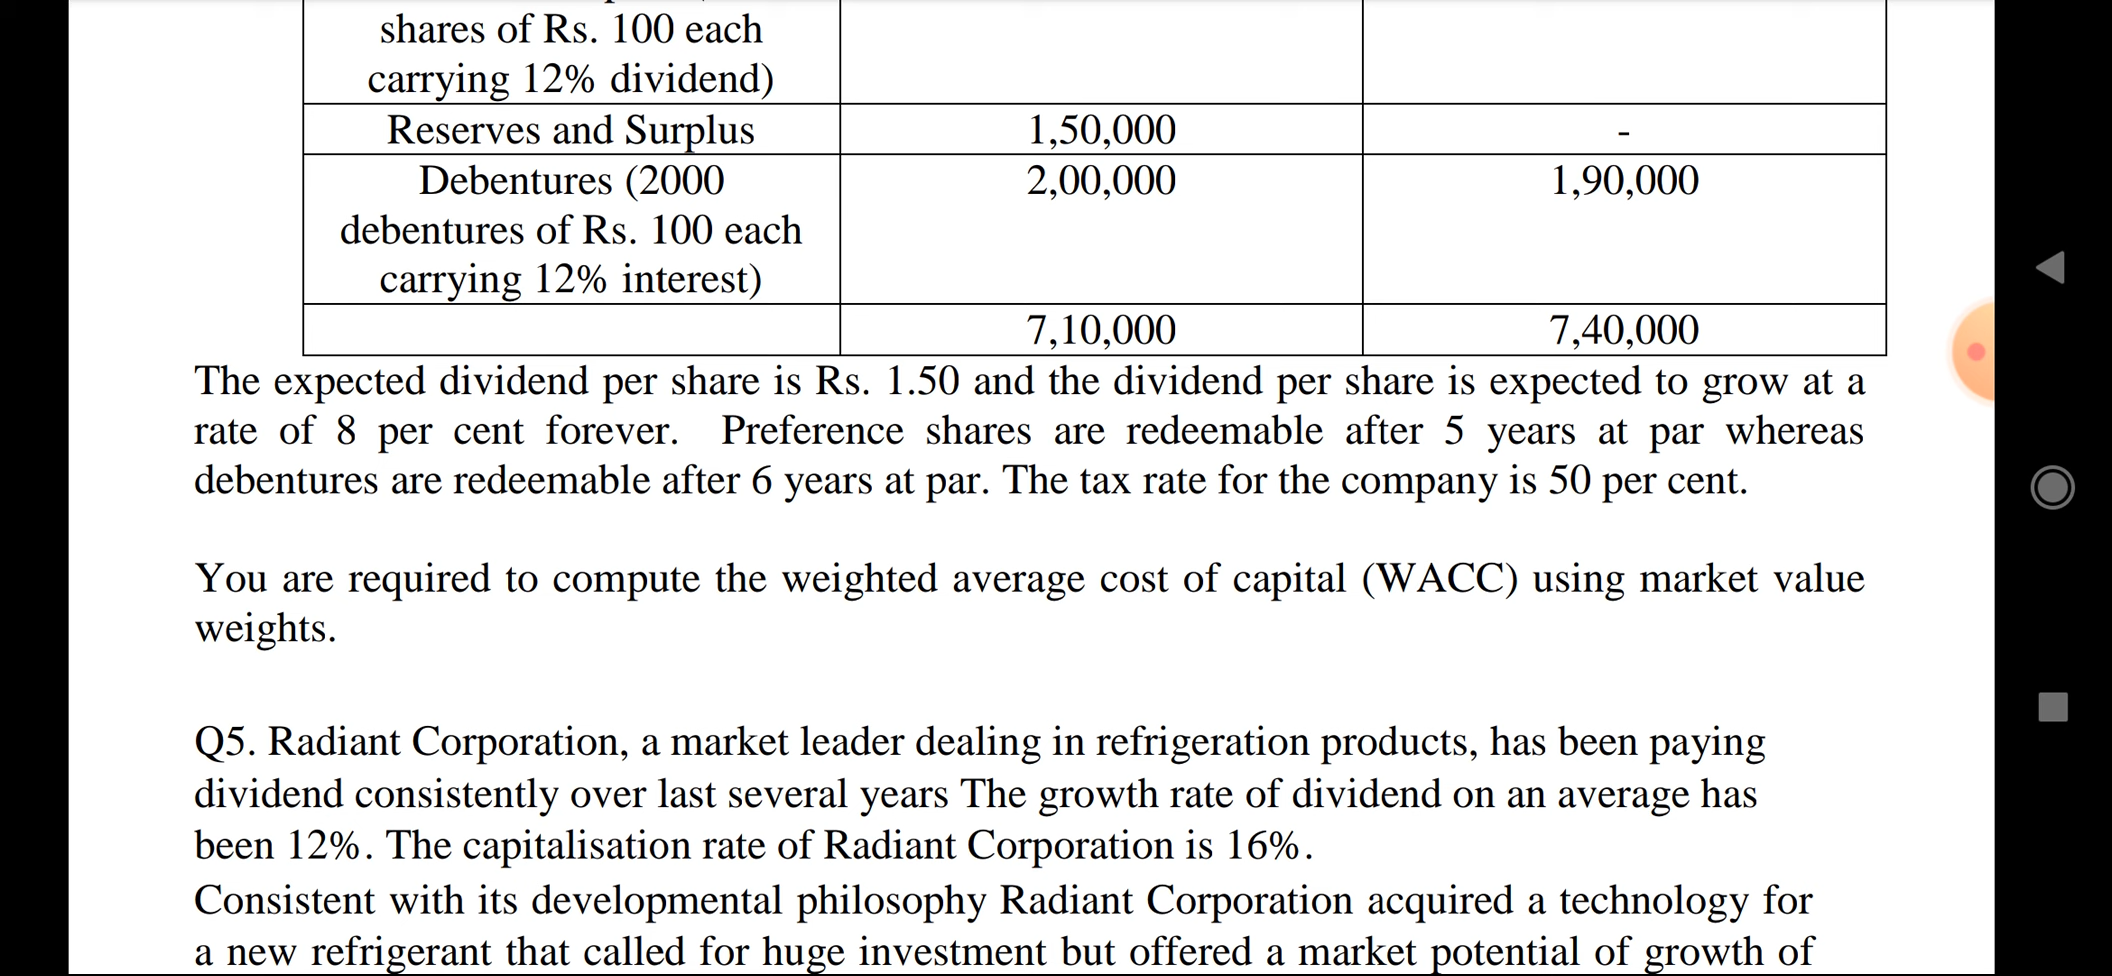 shares of Rs. 100 each
carrying 12% dividend)
Reserves and Surplus 1,50,000 -
Debentures (2000 2,00,000 1,90,000
debentures of Rs. 100 each
carrying 12% interest)
7,10,000 7,40,000
The expected dividend per share is Rs. 1.50 and the dividend per share is expected to grow at a
rate of 8 per cent forever. Preference shares are redeemable after 5 years at par whereas
debentures are redeemable after 6 years at par. The tax rate for the company is 50 per cent.
You are required to compute the weighted average cost of capital (WACC) using market value
weights.
Q5. Radiant Corporation, a market leader dealing in refrigeration products, has been paying
dividend consistently over last several years The growth rate of dividend on an average has
been 12%. The capitalisation rate of Radiant Corporation is 16%.
Consistent with its developmental philosophy Radiant Corporation acquired a technology for
a new refrigerant that called for huge investment but offered a market potential of growth of